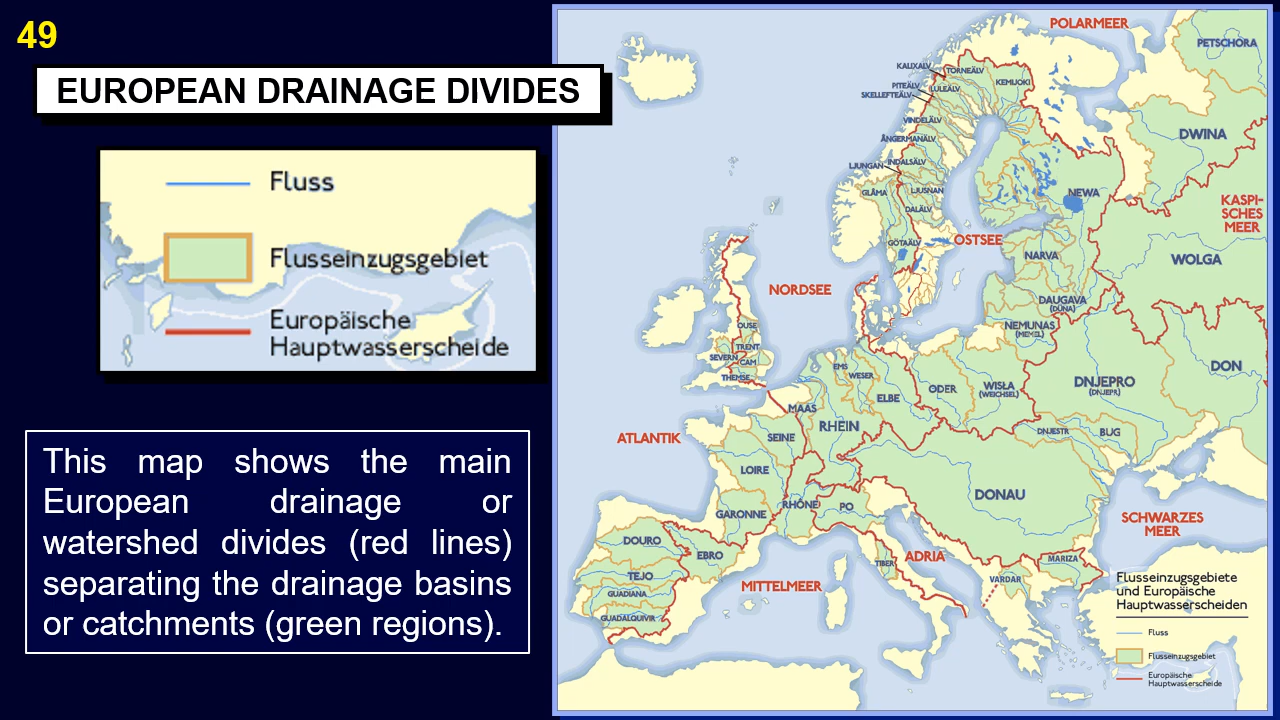 49
EUROPEAN DRAINAGE DIVIDES
Fluss
Flusseinzugsgebiet
Europäische
Hauptwasserscheide
This map shows the main
European drainage or
watershed divides (red lines)
separating the drainage basins
or catchments (green regions).
POLARMEER
PETSCHORA
KALIXÄLV
TORNEÄLV
KEMIJOKI
PITEÄLV
LULEÄLV
SKELLEFTEÄLV
VINDELÄLV
DWINA
ÅNGERMANÄLV
LJUNGAN
INDALSÄLV
GLÅMA
LJUSNAN
NEWA
KASPI-
SCHES
MEER
DALÄLV
GÖTAÄLV
OSTSEE
NARVA
WOLGA
NORDSEE
DAUGAVA
(DÜNA)
NEMUNAS
(MEMEL)
OUSE
TRENT
SEVERN
CAM
THEMSE
EMS
WESER
DON
ELBE
ODER
WISŁA
(WEICHSEL)
DNJEPRO
(DNJEPR)
MAAS
RHEIN
SEINE
ATLANTIK
DNJESTR
BUG
LOIRE
DONAU
RHÔNE
PO
GARONNE
SCHWARZES
MEER
DOURO
EBRO
ADRIA
TIBER
MARIZA
TEJO
MITTELMEER
VARDAR
GUADIANA
GUADALQUIVIR
Flusseinzugsgebiete
und Europäische
Hauptwasserscheiden
Fluss
Flusseinzugsgebiet
Europäische
Hauptwasserscheide